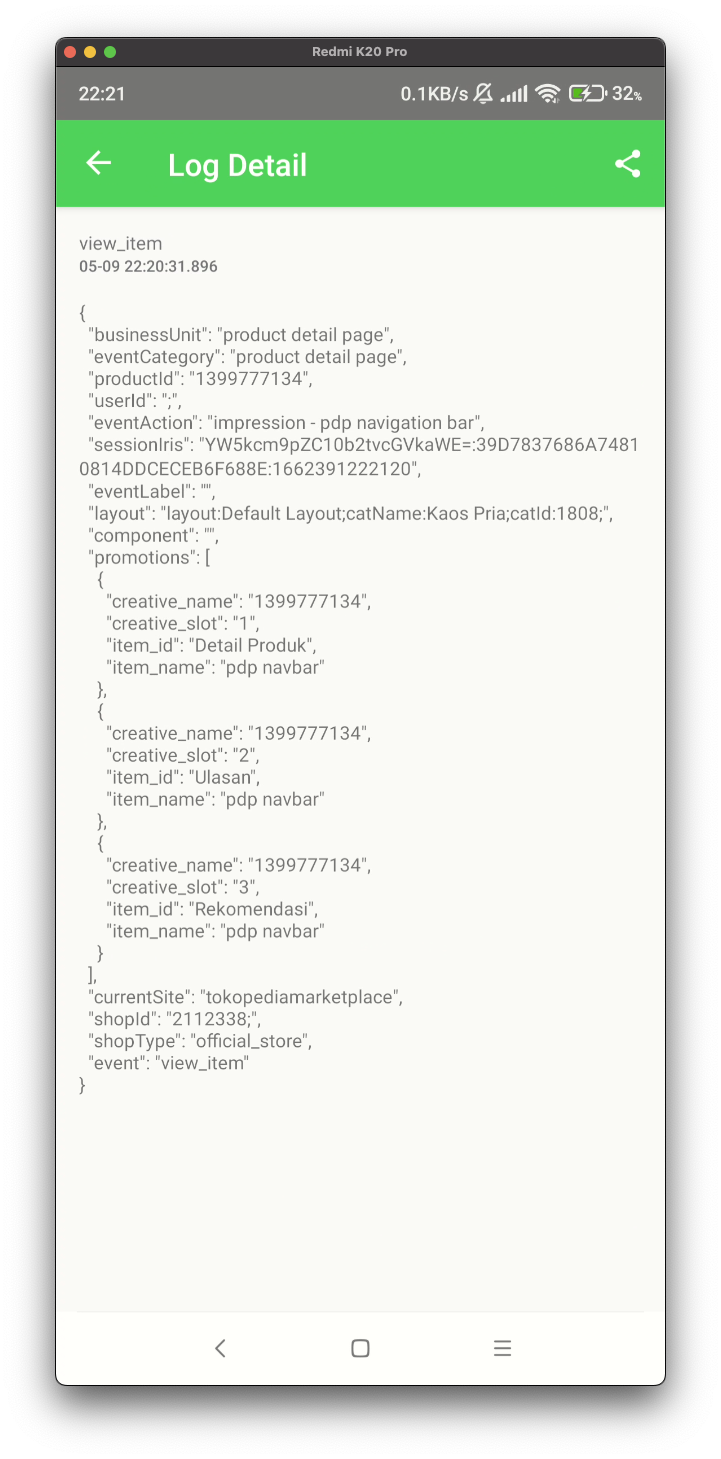 Redmi K20 Pro
22:21
0.1KB/s 32%
Log Detail
view_item
05-09 22:20:31.896
{
"businessUnit": "product detail page",
"eventCategory": "product detail page",
"productId": "1399777134",
"userId": ";",
"eventAction": "impression - pdp navigation bar",
"sessionIris": "YW5kcm9pZC10b2tvcGVkaWE=:39D7837686A7481
0814DDCECEB6F688E:1662391222120",
"eventLabel": "",
"layout": "layout:Default Layout;catName:Kaos Pria;catId:1808;",
"component": "",
"promotions": [
{
"creative_name": "1399777134",
"creative_slot": "1",
"item_id": "Detail Produk",
"item_name": "pdp navbar"
},
{
"creative_name": "1399777134",
"creative_slot": "2",
"item_id": "Ulasan",
"item_name": "pdp navbar"
},
{
"creative_name": "1399777134",
"creative_slot": "3",
"item_id": "Rekomendasi",
"item_name": "pdp navbar"
}
],
"currentSite": "tokopediamarketplace",
"shopId": "2112338;",
"shopType": "official_store",
"event": "view_item"
}